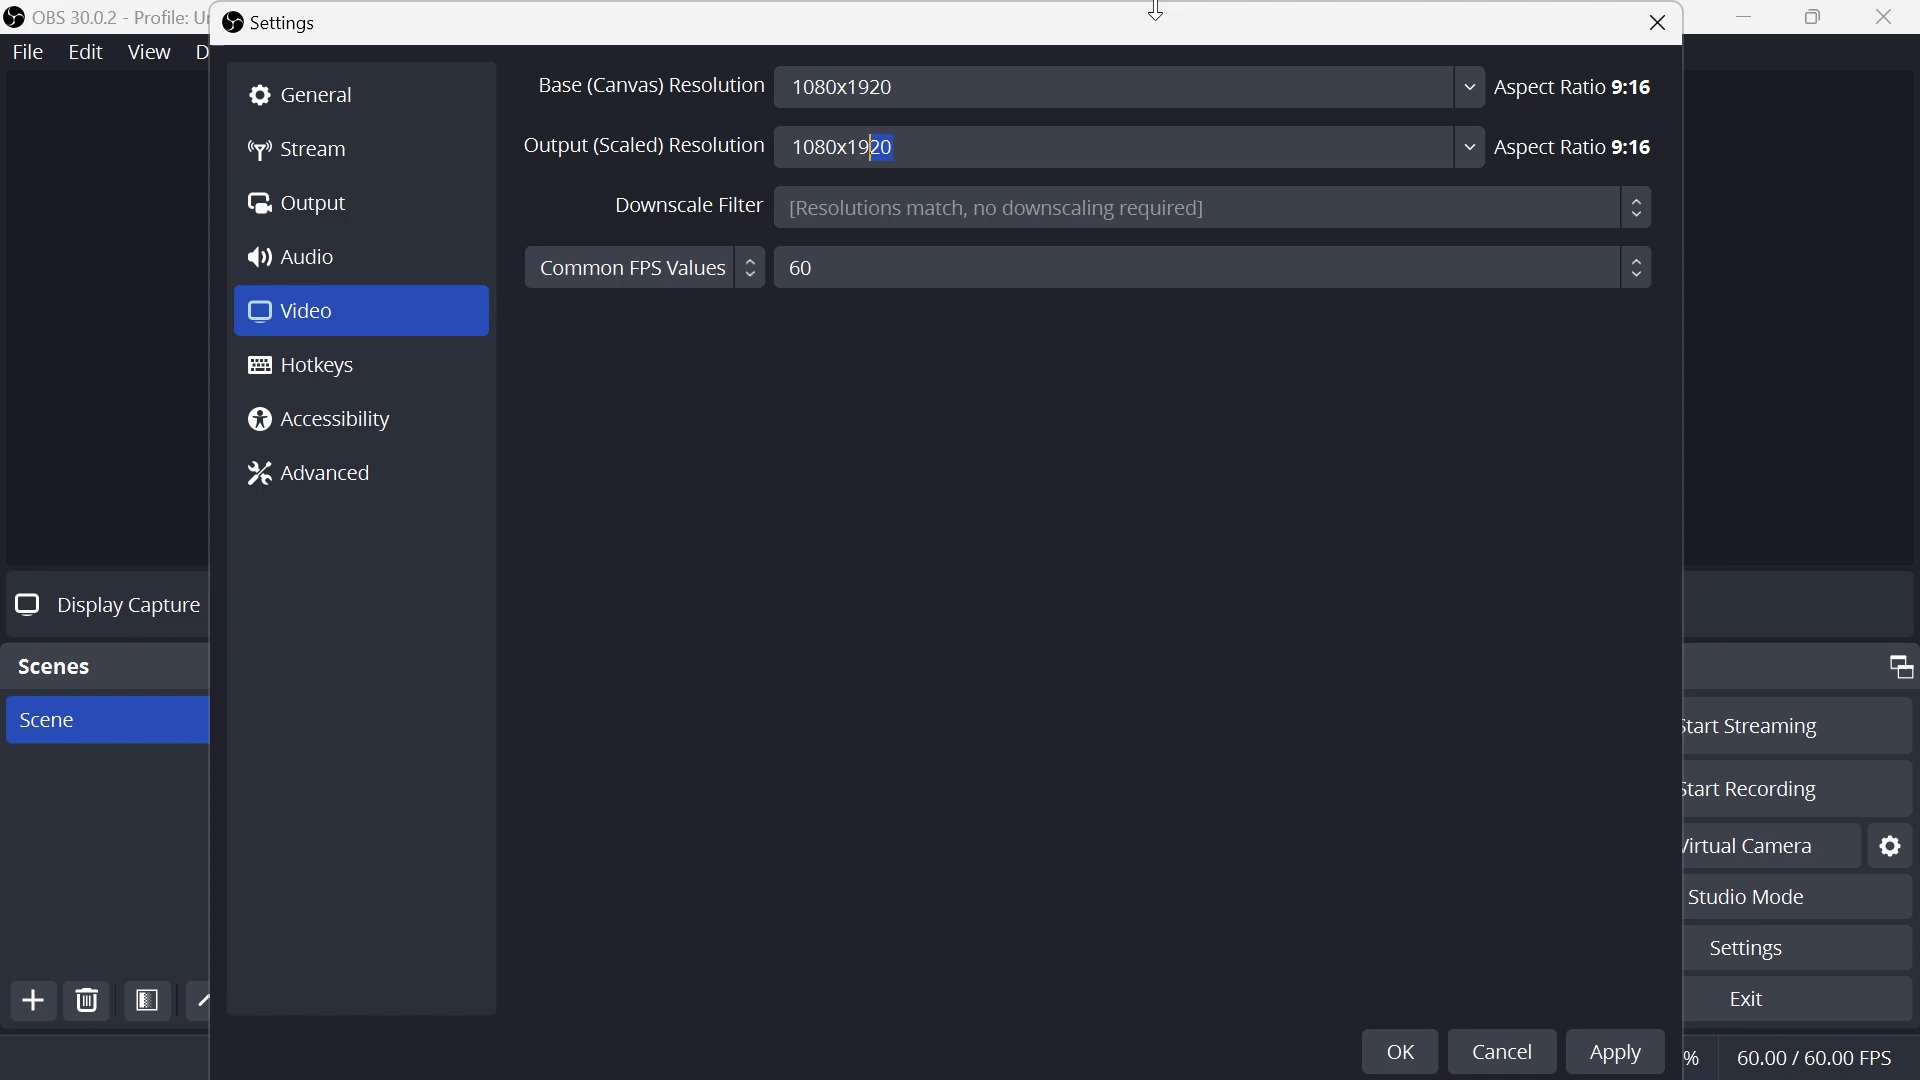 OBS 30.0.2 - Profile:
Settings
File Edit View
General
Stream
Output
Audio
Video
Hotkeys
Accessibility
Advanced
Base (Canvas) Resolution 1080x1920 Aspect Ratio 9:16
Output (Scaled) Resolution 1080x1920 Aspect Ratio 9:16
Downscale Filter [Resolutions match, no downscaling required]
Common FPS Values 60
Display Capture
Scenes
Scene
Start Streaming
Start Recording
Virtual Camera
Studio Mode
Settings
Exit
OK Cancel Apply
% 60.00 / 60.00 FPS